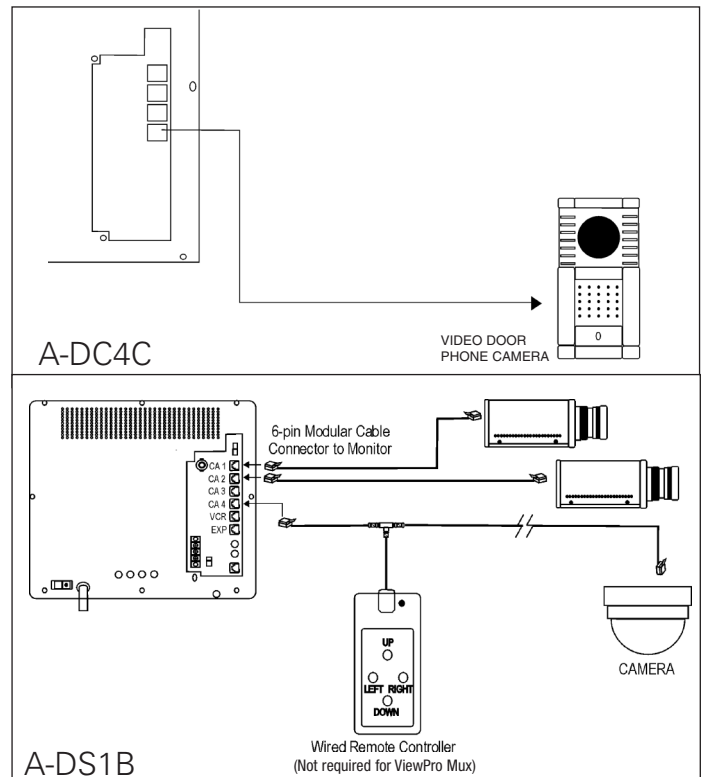 VIDEO DOOR
PHONE CAMERA
0
A-DC4C
6-pin Modular Cable
Connector to Monitor
CA 1
CA 2
CA 3
CA 4
VCR
EXP
UP
LEFT RIGHT
DOWN
CAMERA
Wired Remote Controller
(Not required for ViewPro Mux)
A-DS1B